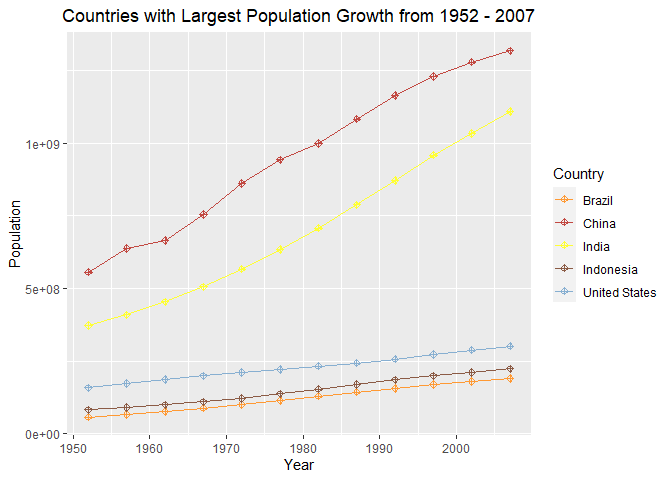 Countries with Largest Population Growth from 1952 - 2007
Population
1e+09
5e+08
0e+00
1950 1960 1970 1980 1990 2000
Year
Country
Brazil
China
India
Indonesia
United States